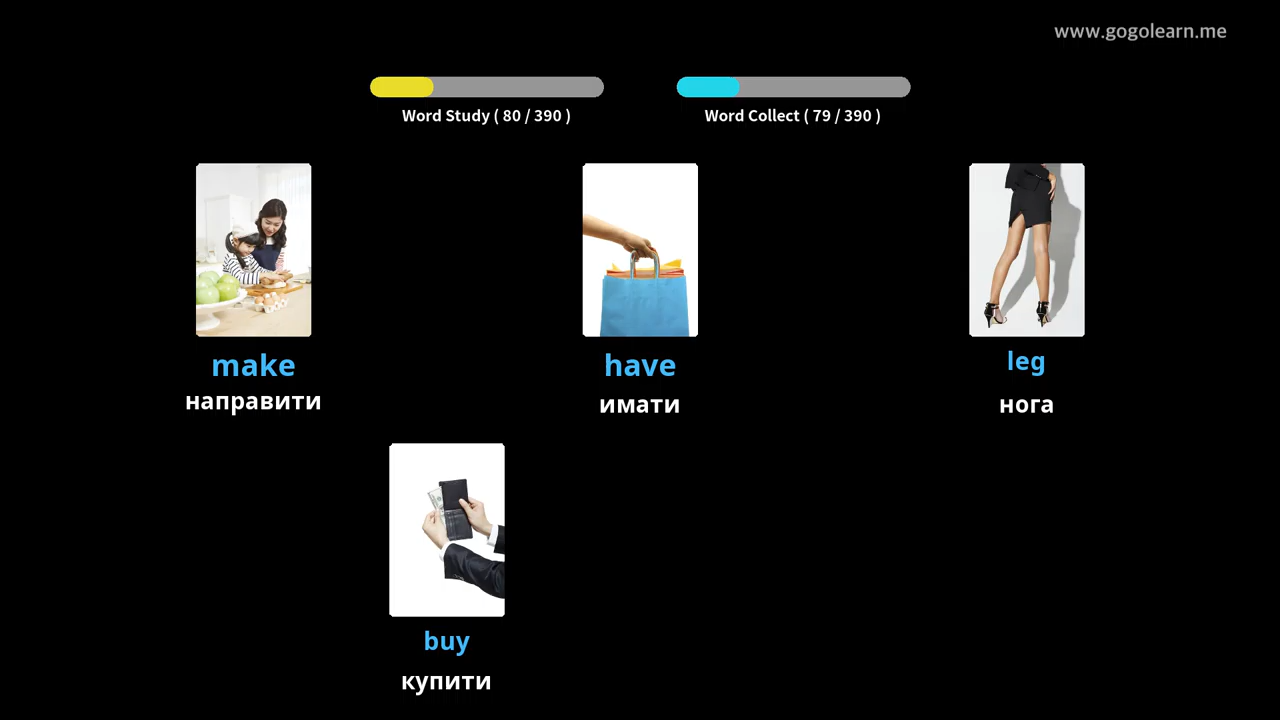 www.gogolearn.me
Word Study ( 80 / 390 )
Word Collect ( 79 / 390 )
make
направити
have
имати
leg
нога
buy
купити